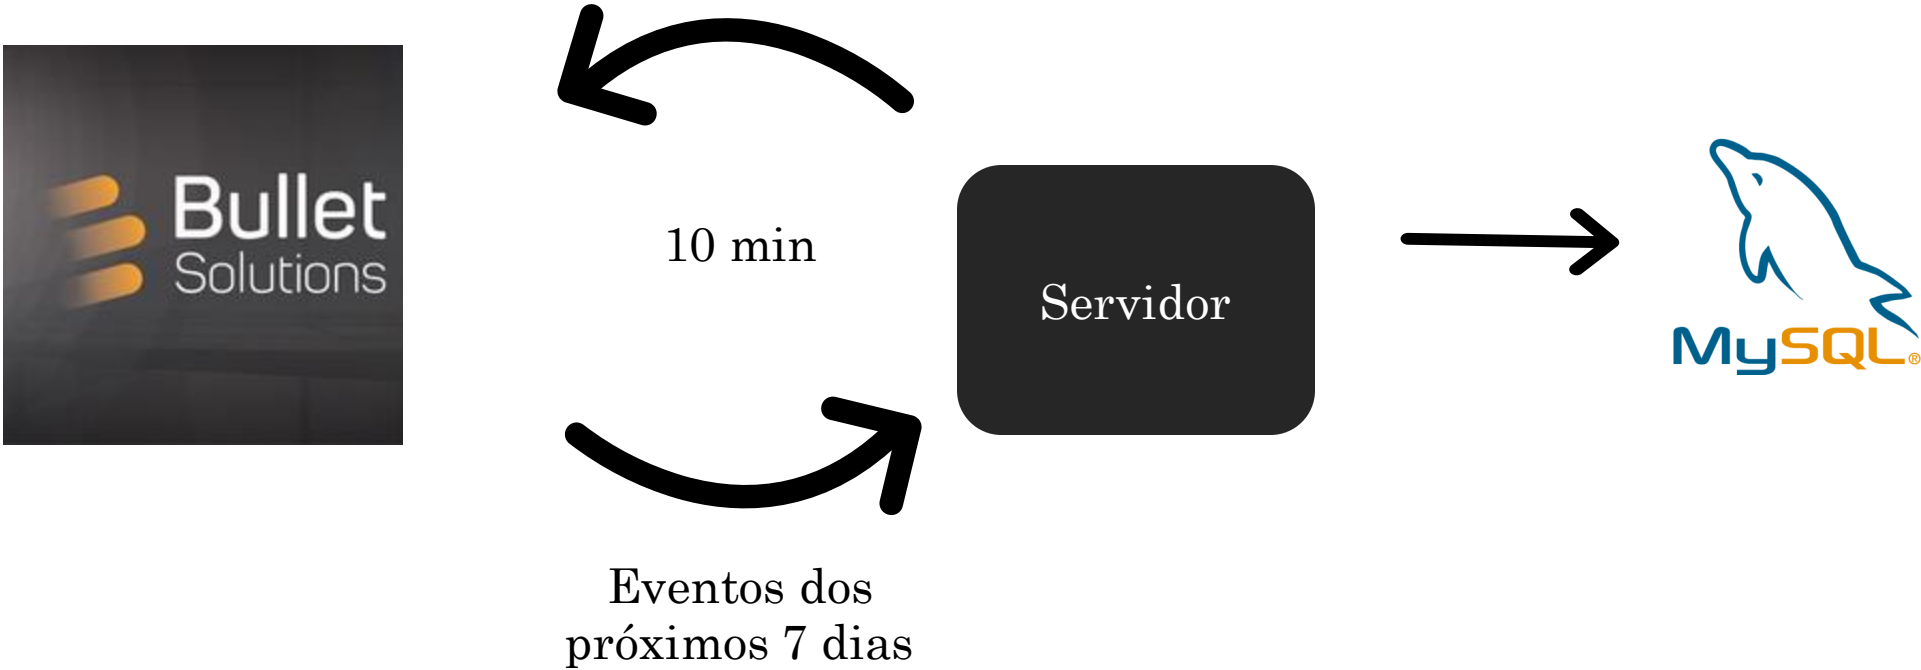 Bullet
Solutions
10 min
Servidor
MySQL®
Eventos dos
próximos 7 dias